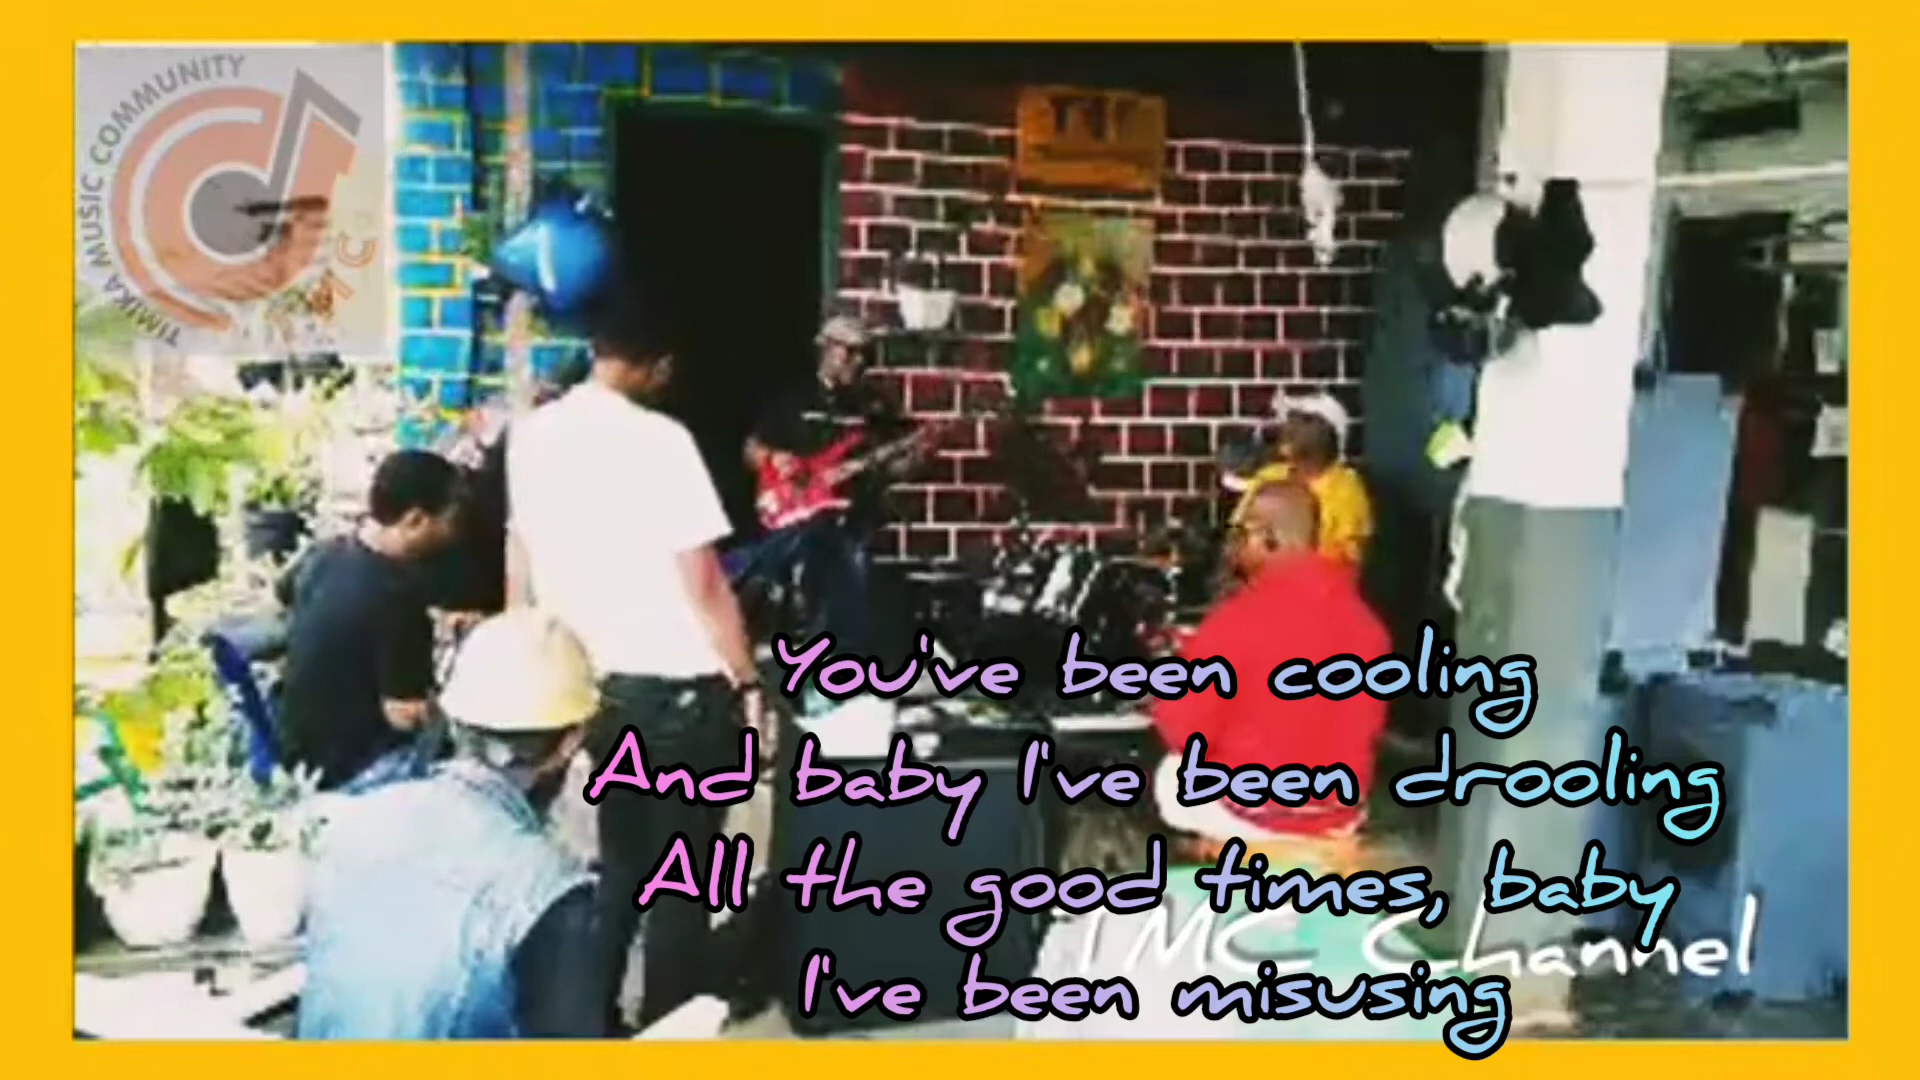 TIMIKA MUSIC COMMUNITY
TMC
You've been cooling
And baby I've been drooling
All the good times, baby
TMC Channel
I've been misusing